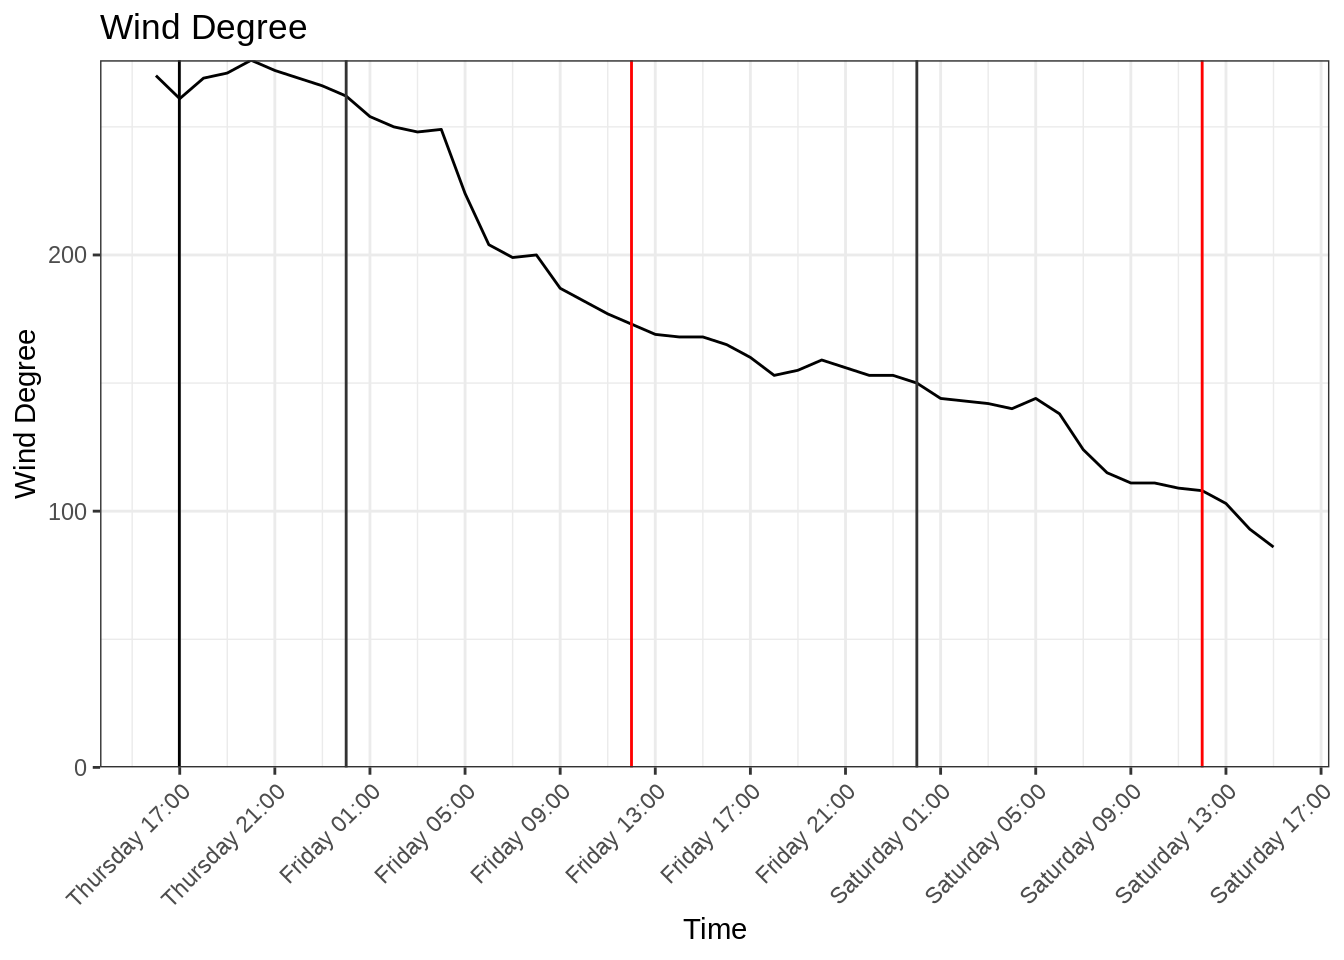 Wind Degree
Wind Degree
200
100
0
Thursday 17:00
Thursday 21:00
Friday 01:00
Friday 05:00
Friday 09:00
Friday 13:00
Friday 17:00
Friday 21:00
Saturday 01:00
Saturday 05:00
Saturday 09:00
Saturday 13:00
Saturday 17:00
Time